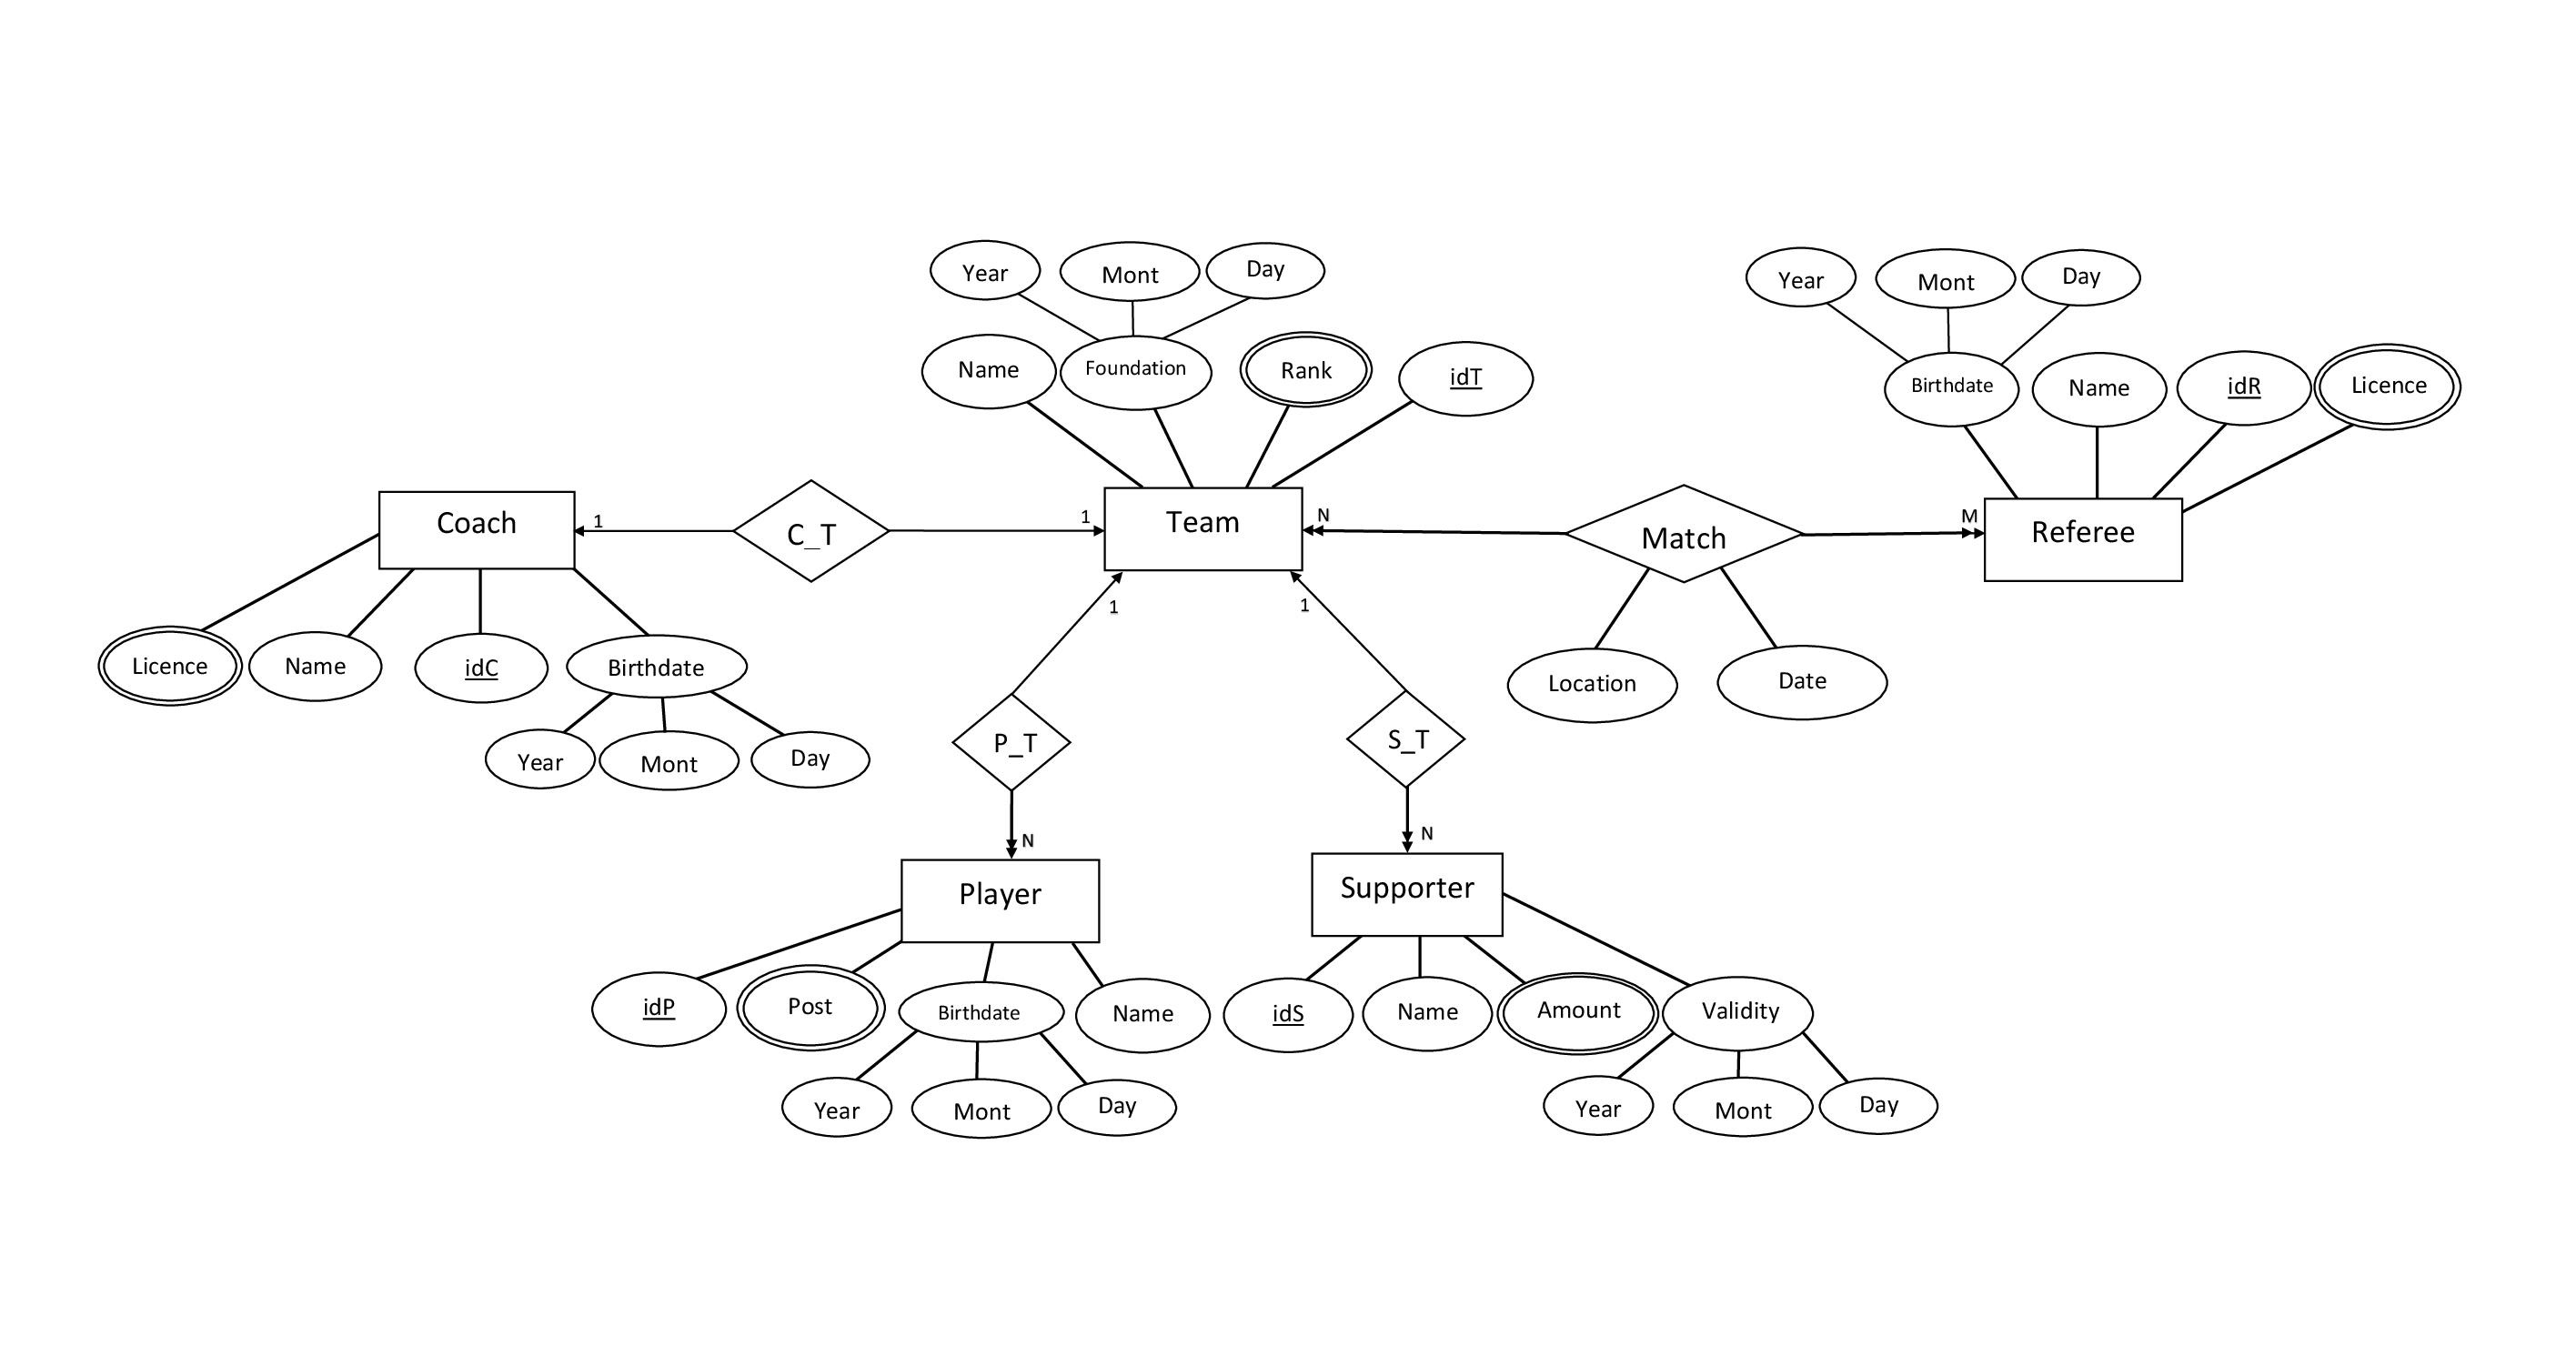 Year
Mont
Day
Year
Mont
Day
Name
Foundation
Rank
idT
Birthdate
Name
idR
Licence
Coach
1
C_T
1
Team
N
Match
M
Referee
1
1
Licence
Name
idC
Birthdate
Location
Date
Year
Mont
Day
P_T
S_T
N
N
Player
Supporter
idP
Post
Birthdate
Name
idS
Name
Amount
Validity
Year
Mont
Day
Year
Mont
Day